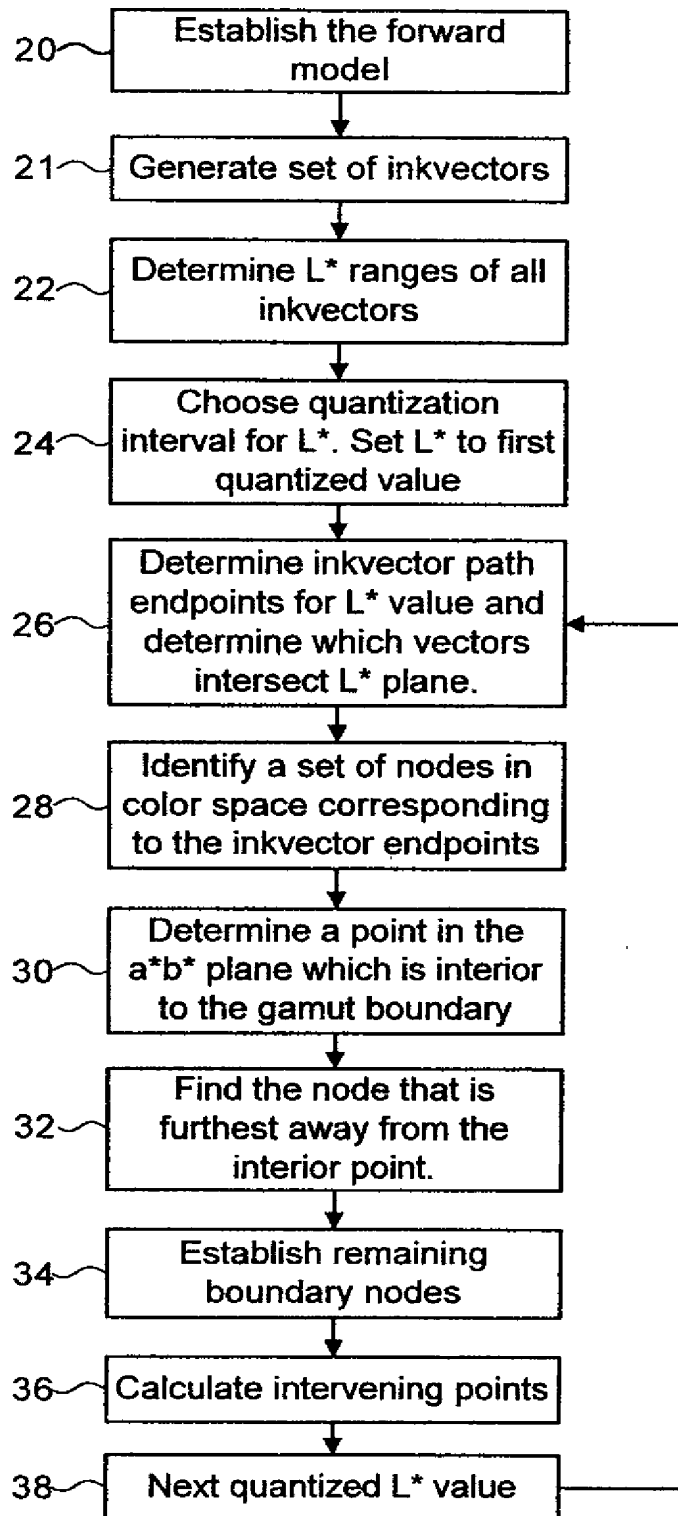 Establish the forward
20
model
21
Generate set of inkvectors
Determine L* ranges of all
22
inkvectors
Choose quantization
24
interval for L*. Set L* to first
quantized value
Determine inkvector path
endpoints for L* value and
26
determine which vectors
intersect L* plane.
Identify a set of nodes in
28
color space corresponding
to the inkvector endpoints
Determine a point in the
30
a*b* plane which is interior
to the gamut boundary
Find the node that is
32
furthest away from the
interior point.
Establish remaining
34
boundary nodes
36
Calculate intervening points
38
Next quantized L* value